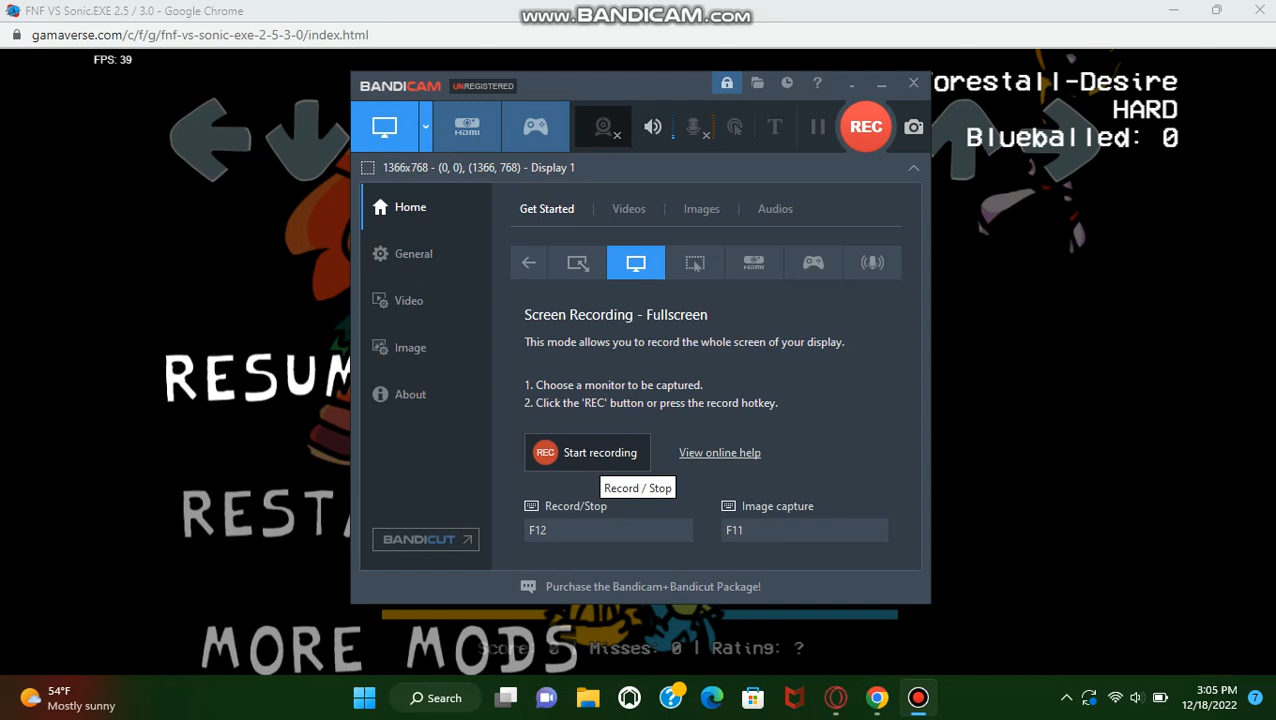 FNF VS Sonic.EXE 2.5 / 3.0 - Google Chrome
www.BANDICAM.com
gamaverse.com/c/f/g/fnf-vs-sonic-exe-2-5-3-0/index.html
FPS: 39
BANDICAM UNREGISTERED
orestall-Desire
HARD
Blueballed: 0
HDMI
REC
1366x768 - (0, 0), (1366, 768) - Display 1
Home
Get Started
Videos
Images
Audios
General
HDMI
Video
Screen Recording - Fullscreen
This mode allows you to record the whole screen of your display.
Image
RESUM
1. Choose a monitor to be captured.
2. Click the 'REC' button or press the record hotkey.
About
REC Start recording
View online help
Record / Stop
REST
Record/Stop
Image capture
F12
F11
BANDICUT
Purchase the Bandicam+Bandicut Package!
MORE MODS
Misses: 0 | Rating: ?
54°F
Mostly sunny
Search
3:05 PM
12/18/2022
7